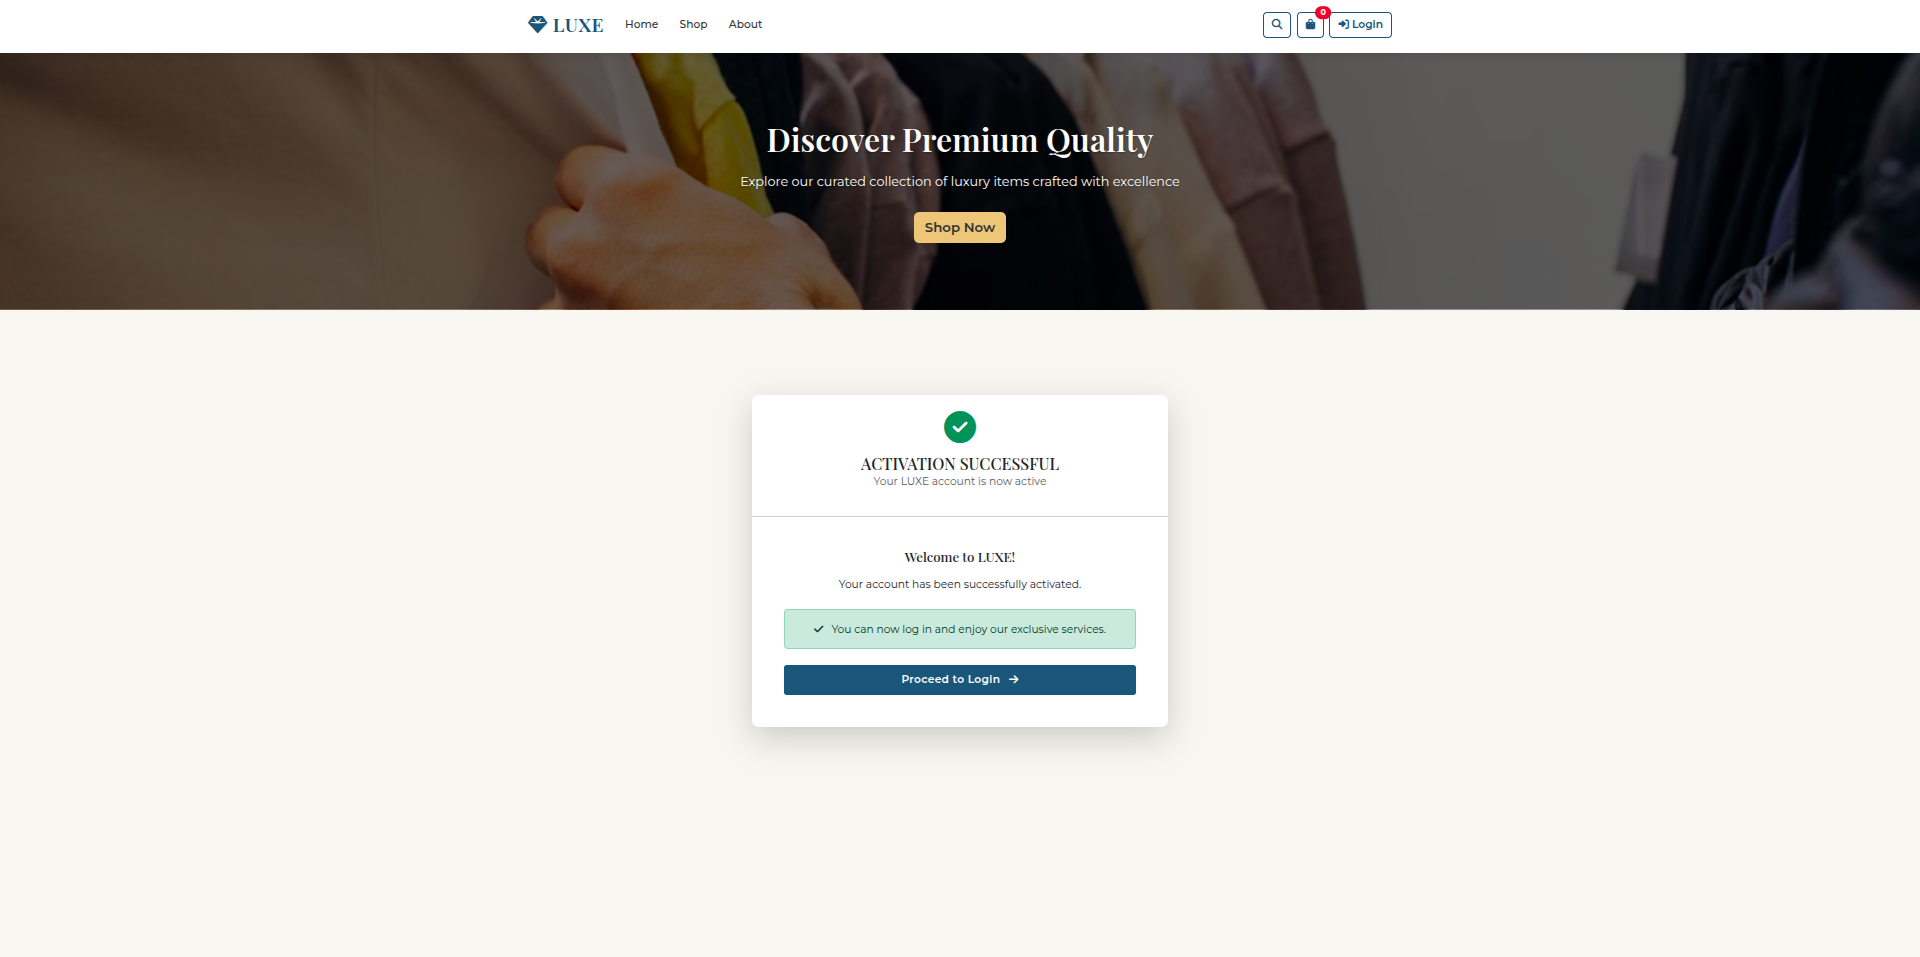 LUXE Home Shop About 0 Login
Discover Premium Quality
Explore our curated collection of luxury items crafted with excellence
Shop Now
ACTIVATION SUCCESSFUL
Your LUXE account is now active
Welcome to LUXE!
Your account has been successfully activated.
You can now log in and enjoy our exclusive services.
Proceed to Login